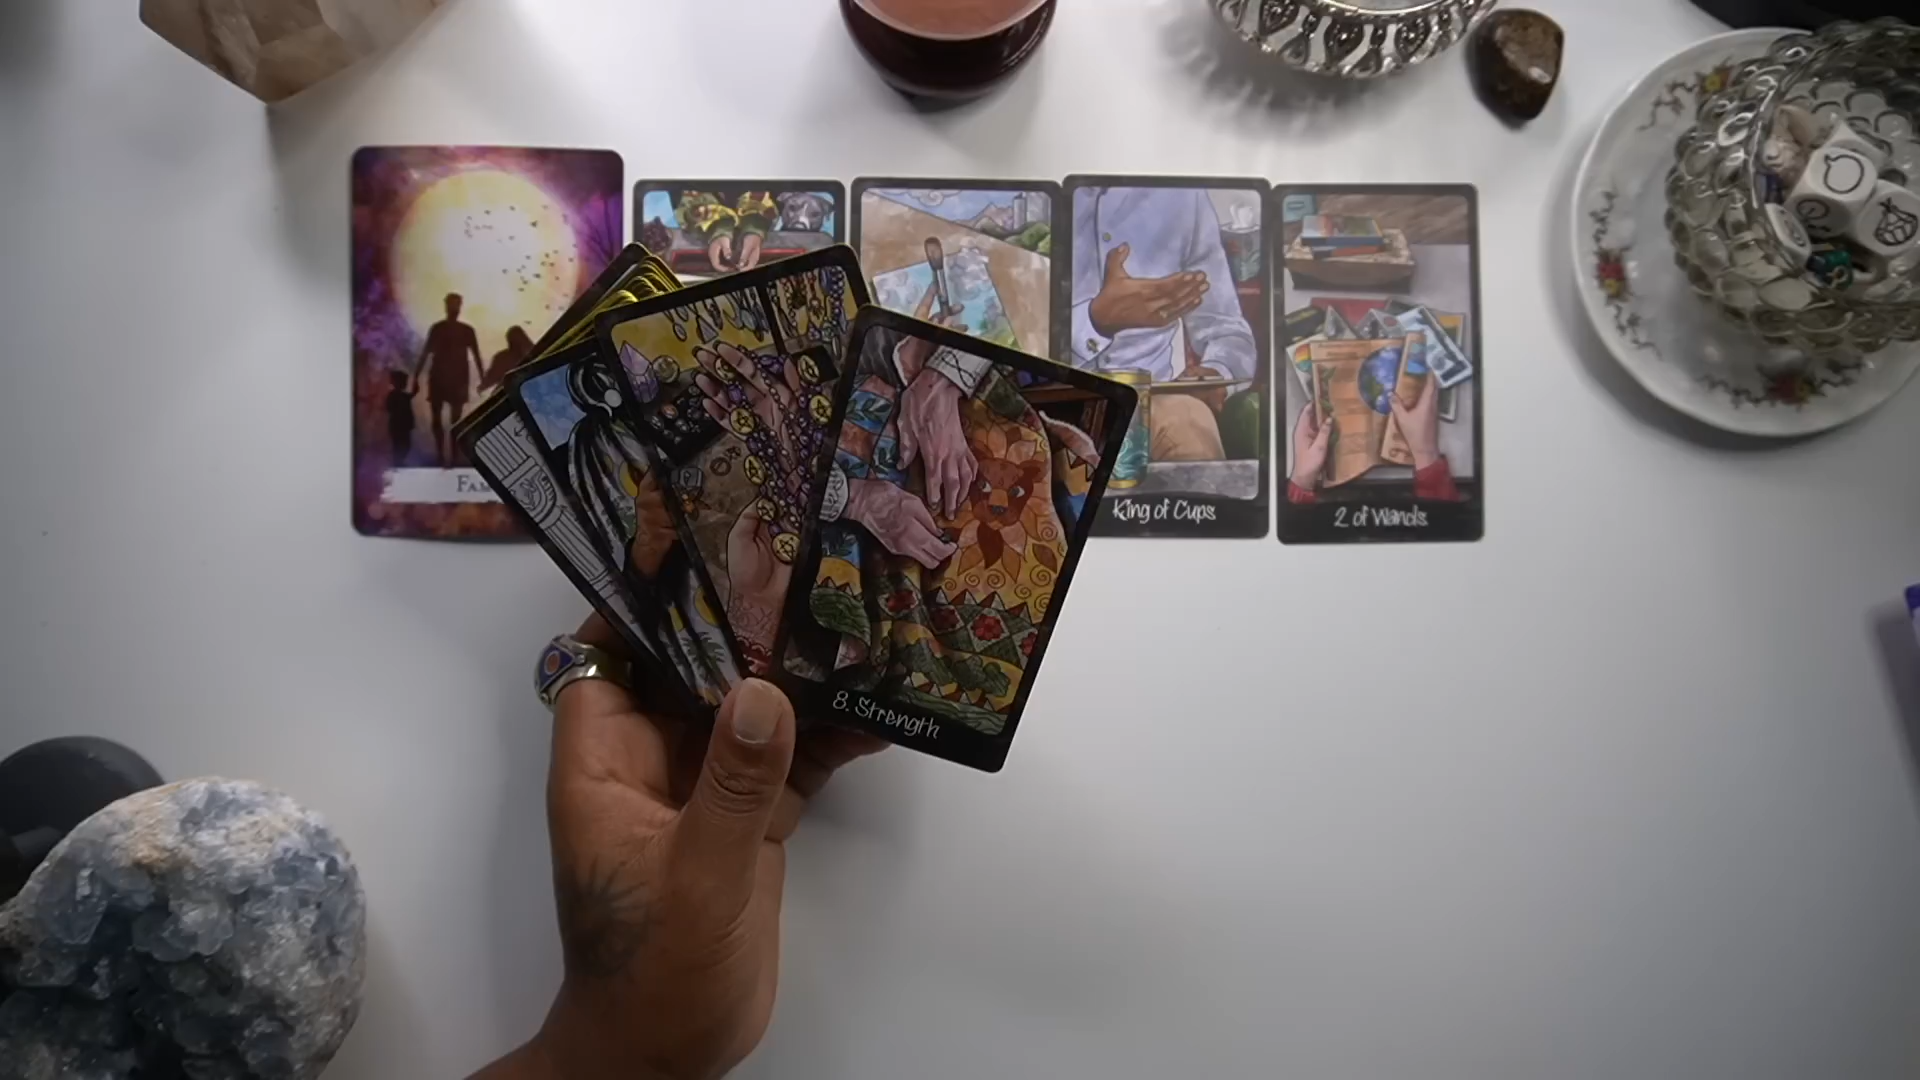 King of Cups
2 of Wands
8. Strength